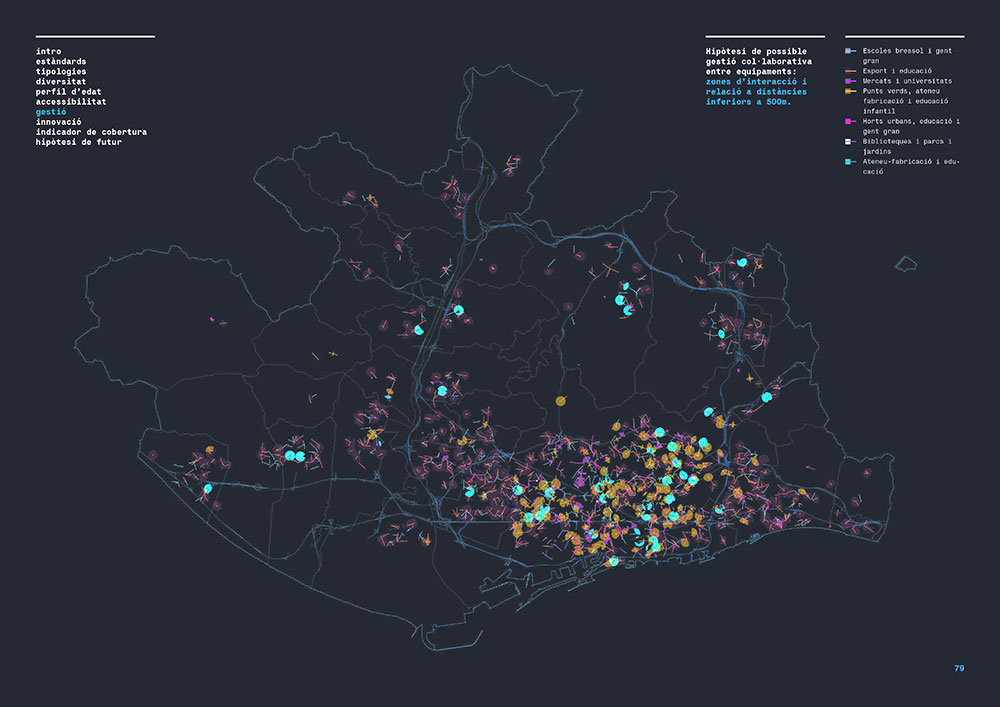 intro
estàndards
tipologies
diversitat
perfil d'edat
accessibilitat
gestió
innovació
indicador de cobertura
hipòtesi de futur
Hipòtesi de possible
gestió col·laborativa
entre equipaments:
zones d'interacció i
relació a distàncies
inferiors a 500m.
Escoles bressol i gent
gran
Esport i educació
Mercats i universitats
Punts verds, ateneu
fabricació i educació
infantil
Horts urbans, educació i
gent gran
Biblioteques i parcs i
jardins
Ateneu-fabricació i edu-
cació
79